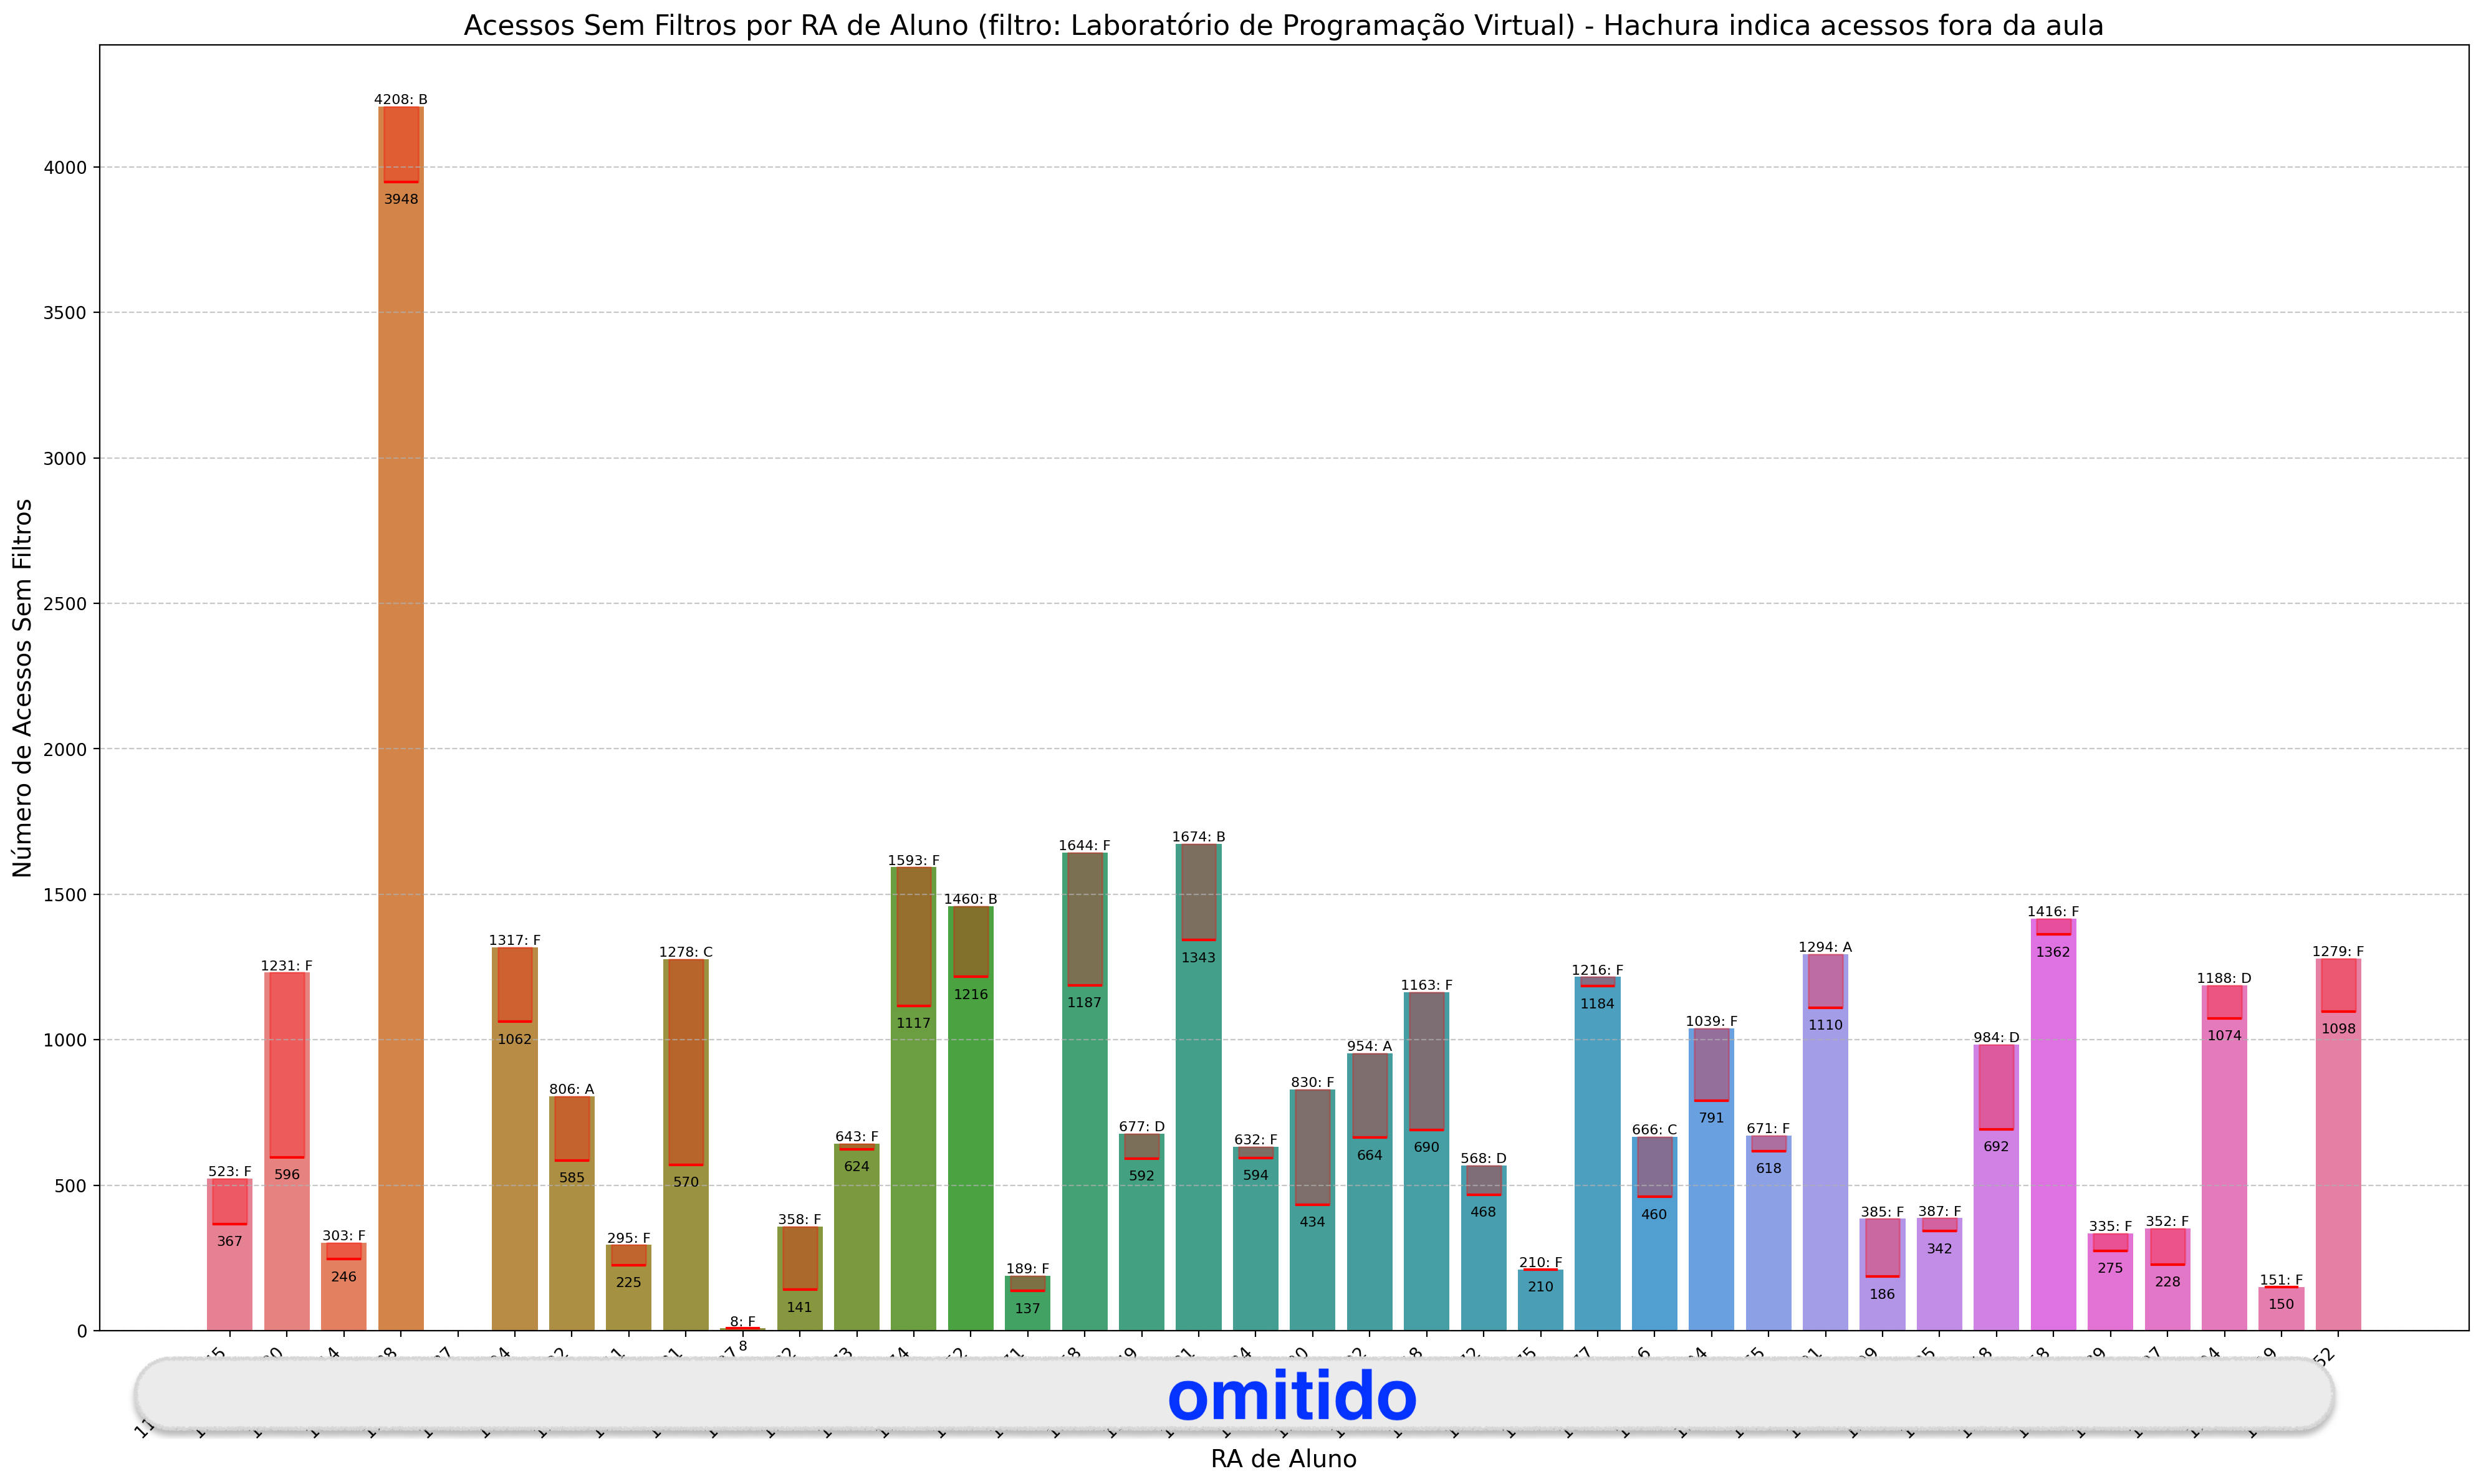 Acessos Sem Filtros por RA de Aluno (filtro: Laboratório de Programação Virtual) - Hachura indica acessos fora da aula
Número de Acessos Sem Filtros
4000
3500
3000
2500
2000
1500
1000
500
0
523: F
367
1231: F
596
303: F
246
4208: B
3948
1317: F
1062
806: A
585
295: F
225
1278: C
570
8: F
8
358: F
141
643: F
624
1593: F
1117
1460: B
1216
189: F
137
1644: F
1187
677: D
592
1674: B
1343
632: F
594
830: F
434
954: A
664
1163: F
690
568: D
468
210: F
210
1216: F
1184
666: C
460
1039: F
791
671: F
618
1294: A
1110
385: F
186
387: F
342
984: D
692
1416: F
1362
335: F
275
352: F
228
1188: D
1074
151: F
150
1279: F
1098
omitido
RA de Aluno